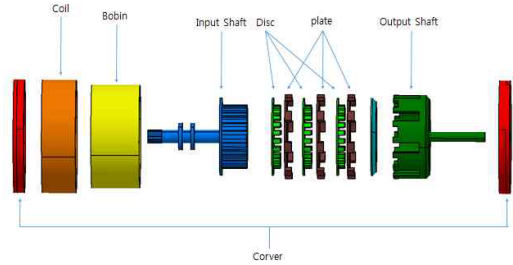 Coil
Bobin
Input Shaft
Disc
plate
Output Shaft
Corver